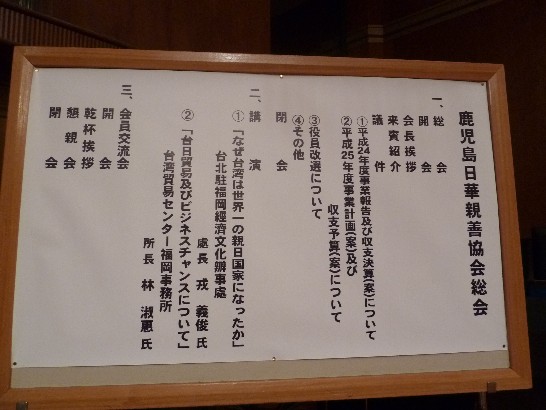 鹿児島日華親善協会総会
一、総会
開会
会長挨拶
来賓紹介
議件
①平成24年度事業報告及び収支決算(案)について
②平成25年度事業計画(案)及び
収支予算(案)について
③役員改選について
④その他
閉会
二、講演
①「なぜ台湾は世界一の親日国家になったか」
台北駐福岡經濟文化辦事處
處長 戎 義俊 氏
②「台日貿易及びビジネスチャンスについて」
台湾貿易センター福岡事務所
所長 林 淑恵 氏
三、会員交流会
開会
乾杯挨拶
懇親会
閉会